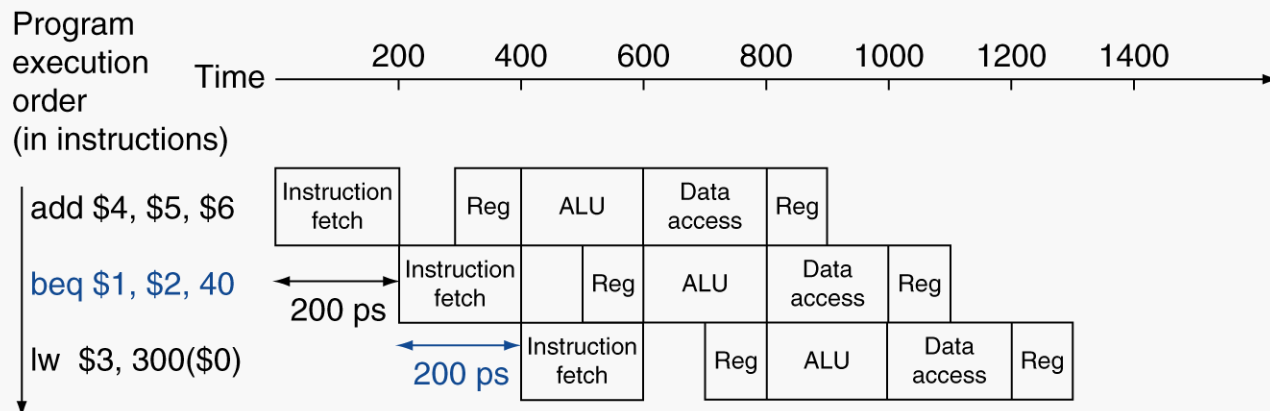 Program
execution
order
(in instructions)
Time
200 400 600 800 1000 1200 1400
add $4, $5, $6
Instruction
fetch
Reg
ALU
Data
access
Reg
beq $1, $2, 40
200 ps
Instruction
fetch
Reg
ALU
Data
access
Reg
lw $3, 300($0)
200 ps
Instruction
fetch
Reg
ALU
Data
access
Reg